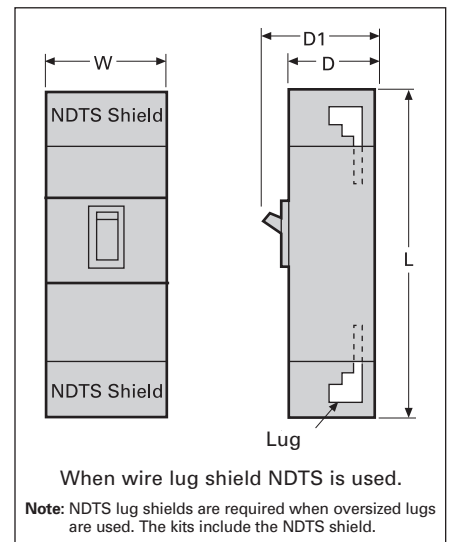 D1
W
D
NDTS Shield
L
NDTS Shield
Lug
When wire lug shield NDTS is used.
Note: NDTS lug shields are required when oversized lugs
are used. The kits include the NDTS shield.